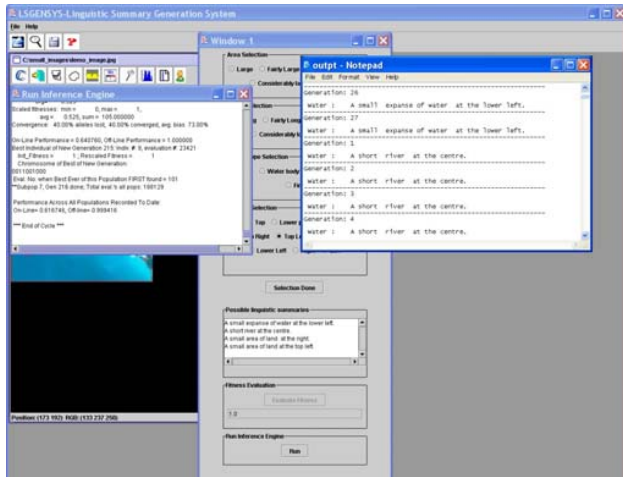 LSGENSYS-Linguistic Summary Generation System
File Help
C:\small_images\demo_image.jpg
Run Inference Engine
Scaled fitnesses: min = 0, max = 1,
avg = 0.525, sum = 105.000000
Convergence: 40.00% alleles lost, 40.00% converged, avg. bias 73.00%
On-Line Performance = 0.640760, Off-Line Performance = 1.000000
Best Individual of New Generation 215: Indiv. #: 9, evaluation #: 23421
Ind_Fitness = 1 ; Rescaled Fitness = 1
Chromosome of Best of New Generation:
0011001000
Eval. No. when Best Ever of this Population FIRST found = 101
**Subpop 7, Gen 216 done, Total eval.'s all pops: 188128
Performance Across All Populations Recorded To Date:
On-Line= 0.616746, Off-line= 0.999416
*** End of Cycle ***
Position: (173 192) RGB: (133 237 250)
Window_1
Area Selection
Large Fairly Large
Considerably la
Considerably l
Water body
Top Lower
Right Top L
Lower Left
Selection Done
Possible linguistic summaries
A small expanse of water at the lower left.
A short river at the centre.
A small area of land at the right.
A small area of land at the top left.
Fitness Evaluation
Evaluate Fitness
1.0
Run Inference Engine
Run
outpt - Notepad
File Edit Format View Help
Generation: 26
water : A small expanse of water at the lower left.
Generation: 27
water : A small expanse of water at the lower left.
Generation: 1
water : A short river at the centre.
Generation: 2
water : A short river at the centre.
Generation: 3
water : A short river at the centre.
Generation: 4
water : A short river at the centre.